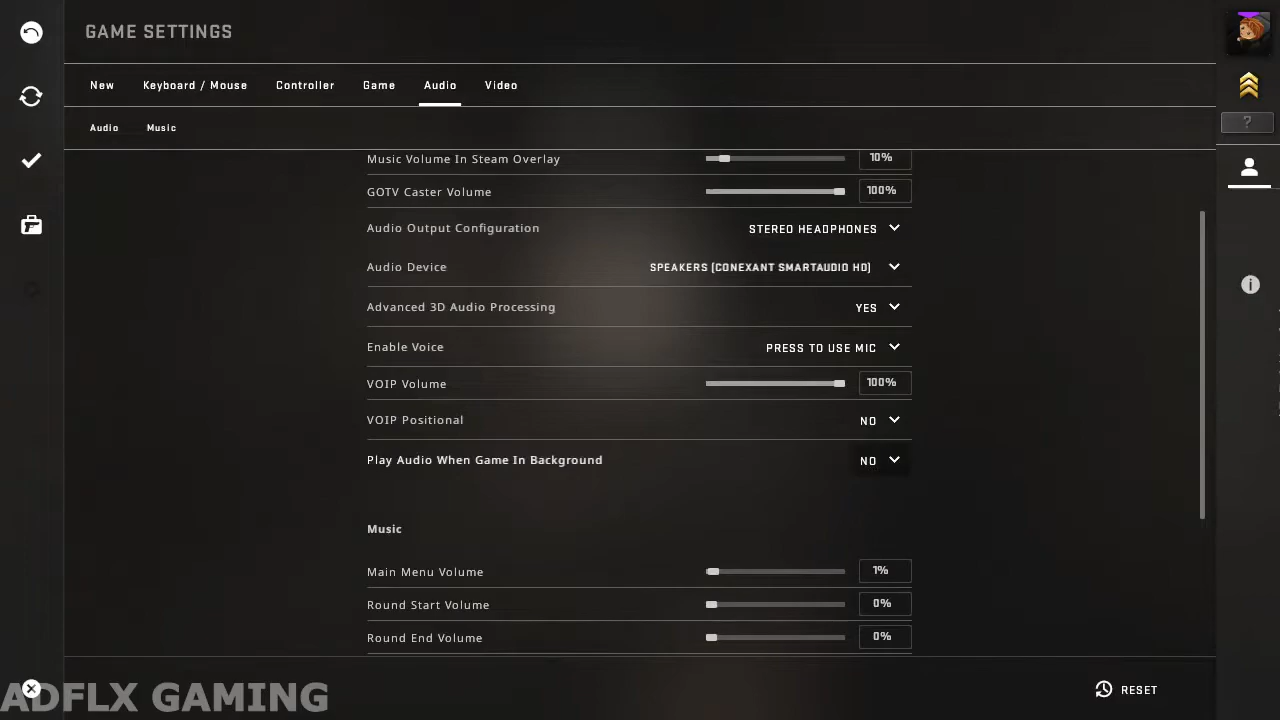 GAME SETTINGS
New Keyboard / Mouse Controller Game Audio Video
Audio Music
Music Volume In Steam Overlay 10%
GOTV Caster Volume 100%
Audio Output Configuration STEREO HEADPHONES
Audio Device SPEAKERS (CONEXANT SMARTAUDIO HD)
Advanced 3D Audio Processing YES
Enable Voice PRESS TO USE MIC
VOIP Volume 100%
VOIP Positional NO
Play Audio When Game In Background NO
Music
Main Menu Volume 1%
Round Start Volume 0%
Round End Volume 0%
RESET
ADFLX GAMING
?